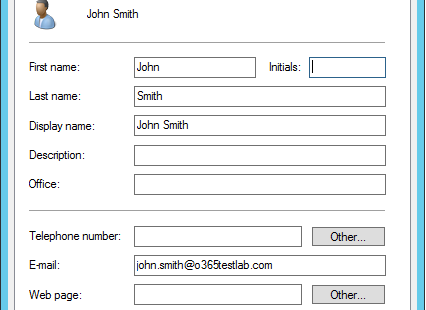 John Smith
First name: John Initials:
Last name: Smith
Display name: John Smith
Description:
Office:
Telephone number: Other...
E-mail: john.smith@o365testlab.com
Web page: Other...